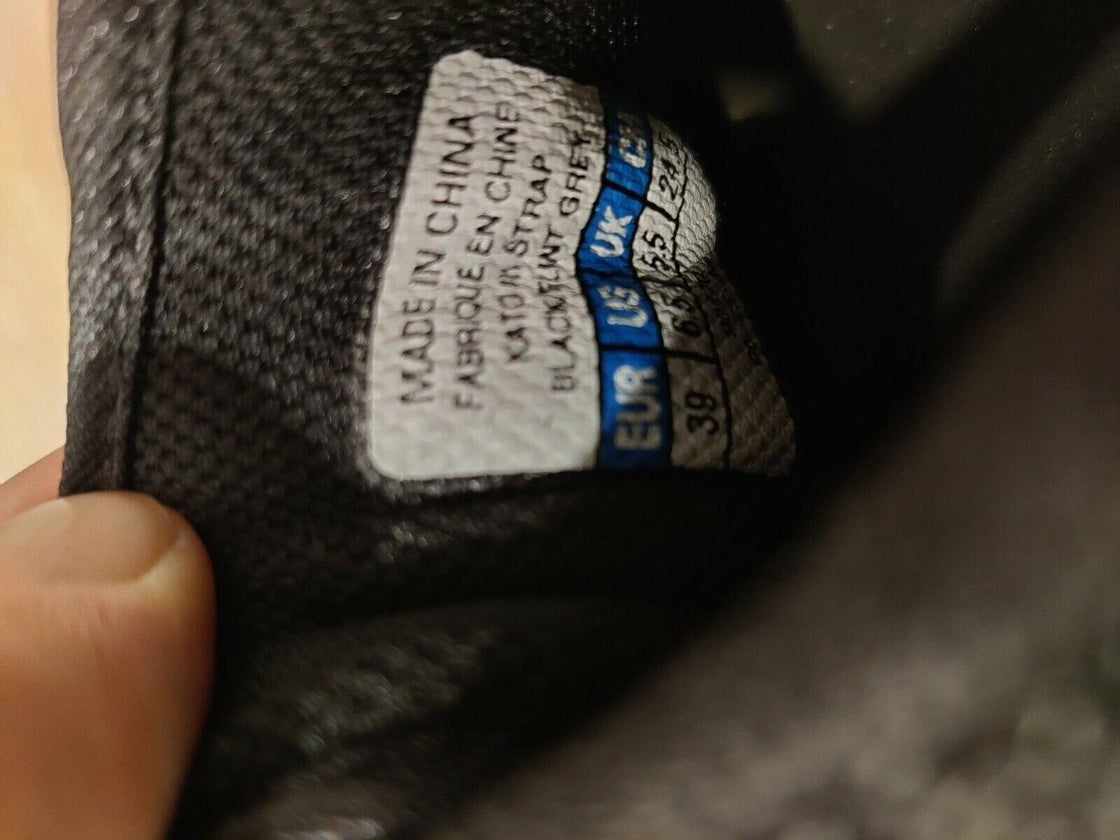 MADE IN CHINA
FABRIQUE EN CHINE
KATOIII STRAP
BLACK/FLINT GREY
EUR US UK
39 6.5 5.5 24.5